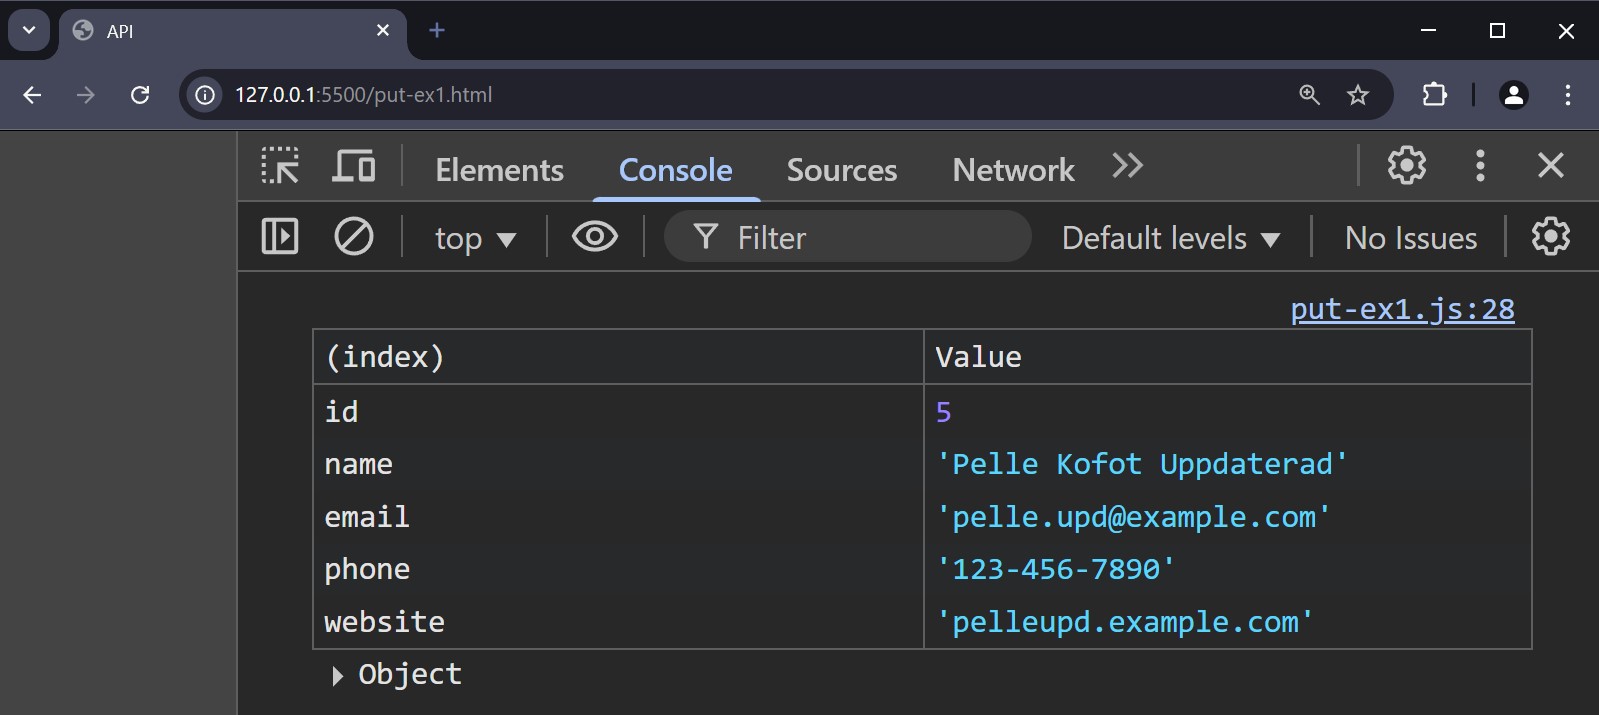 API
127.0.0.1:5500/put-ex1.html
Elements Console Sources Network
top Filter Default levels No Issues
put-ex1.js:28
(index) Value
id 5
name 'Pelle Kofot Uppdaterad'
email 'pelle.upd@example.com'
phone '123-456-7890'
website 'pelleupd.example.com'
Object